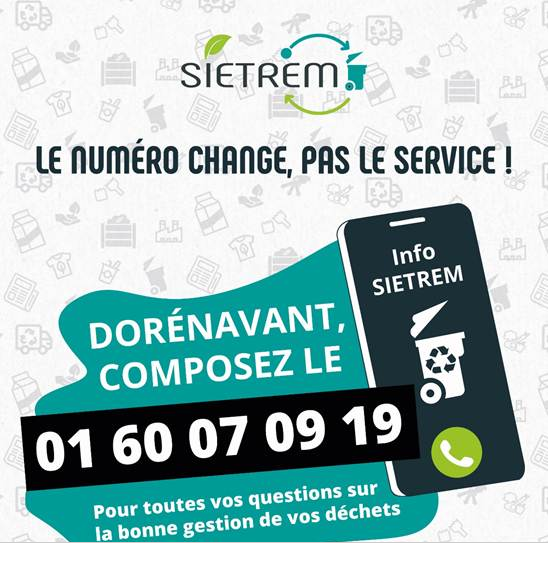 SIETREM
LE NUMÉRO CHANGE, PAS LE SERVICE !
Info
SIETREM
DORÉNAVANT,
COMPOSEZ LE
01 60 07 09 19
Pour toutes vos questions sur
la bonne gestion de vos déchets